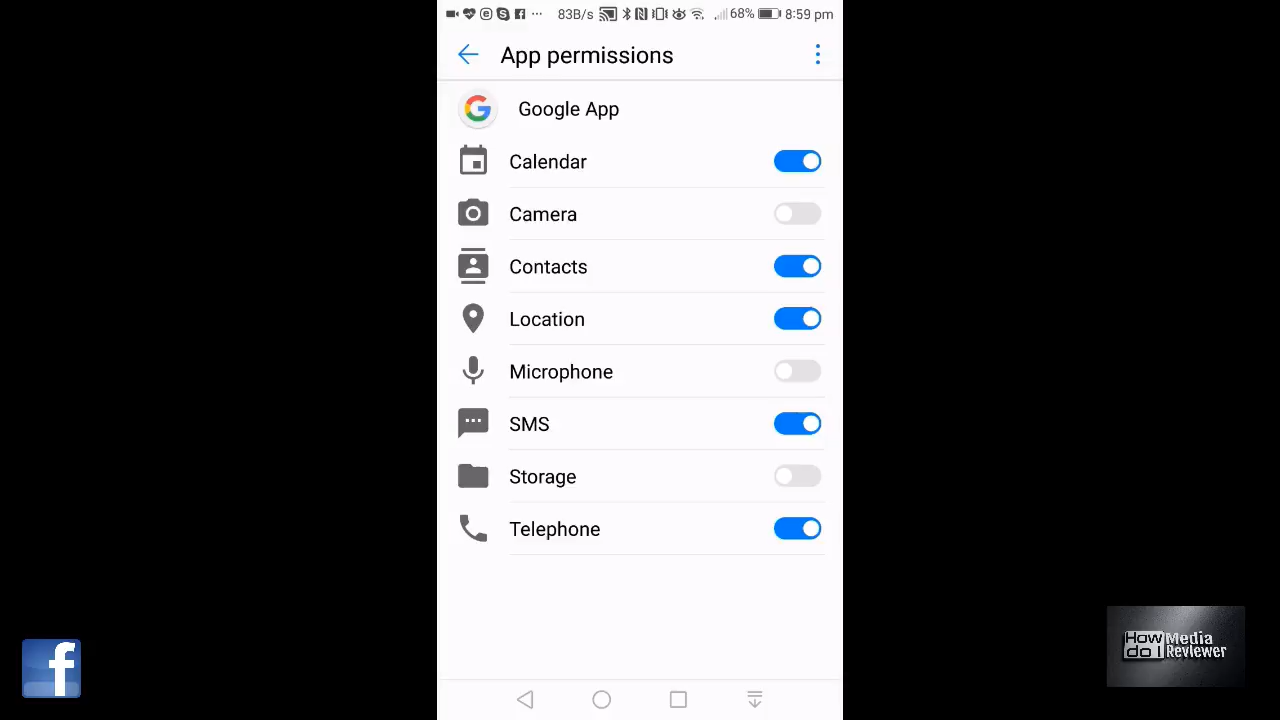 83B/s 68% 8:59 pm
App permissions
Google App
Calendar
Camera
Contacts
Location
Microphone
SMS
Storage
Telephone
How do I
Media Reviewer